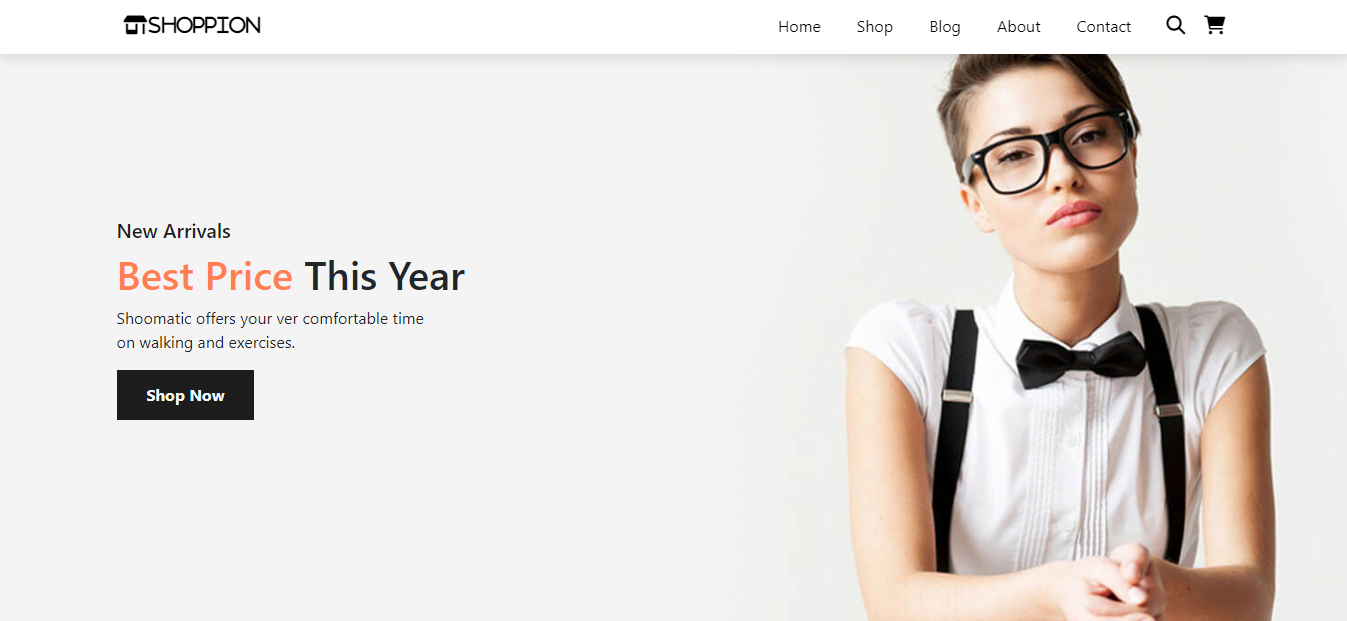 SHOPPION
Home Shop Blog About Contact
New Arrivals
Best Price This Year
Shoomatic offers your ver comfortable time
on walking and exercises.
Shop Now